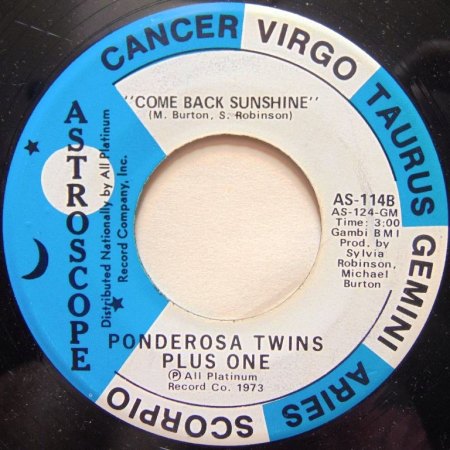 CANCER VIRGO TAURUS GEMINI ARIES SCORPIO
"COME BACK SUNSHINE"
(M. Burton, S. Robinson)
ASTROSCOPE
Distributed Nationally by All Platinum
Record Company, Inc.
AS-114B
AS-124-GM
Time: 3:00
Gambi BMI
Prod. by
Sylvia
Robinson,
Michael
Burton
PONDEROSA TWINS
PLUS ONE
Ⓟ All Platinum
Record Co. 1973